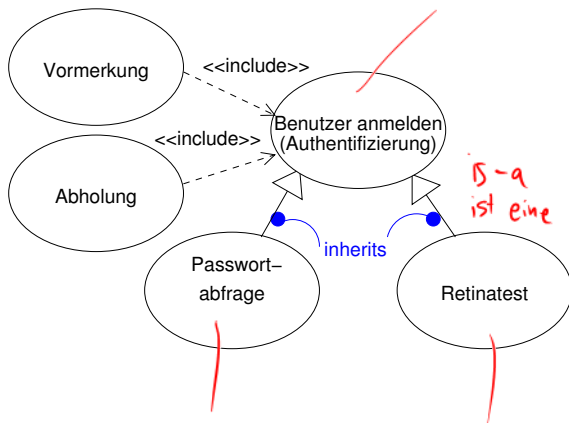 Vormerkung
<<include>>
Benutzer anmelden
(Authentifizierung)
<<include>>
Abholung
is-a
ist eine
inherits
Passwort–
abfrage
Retinatest